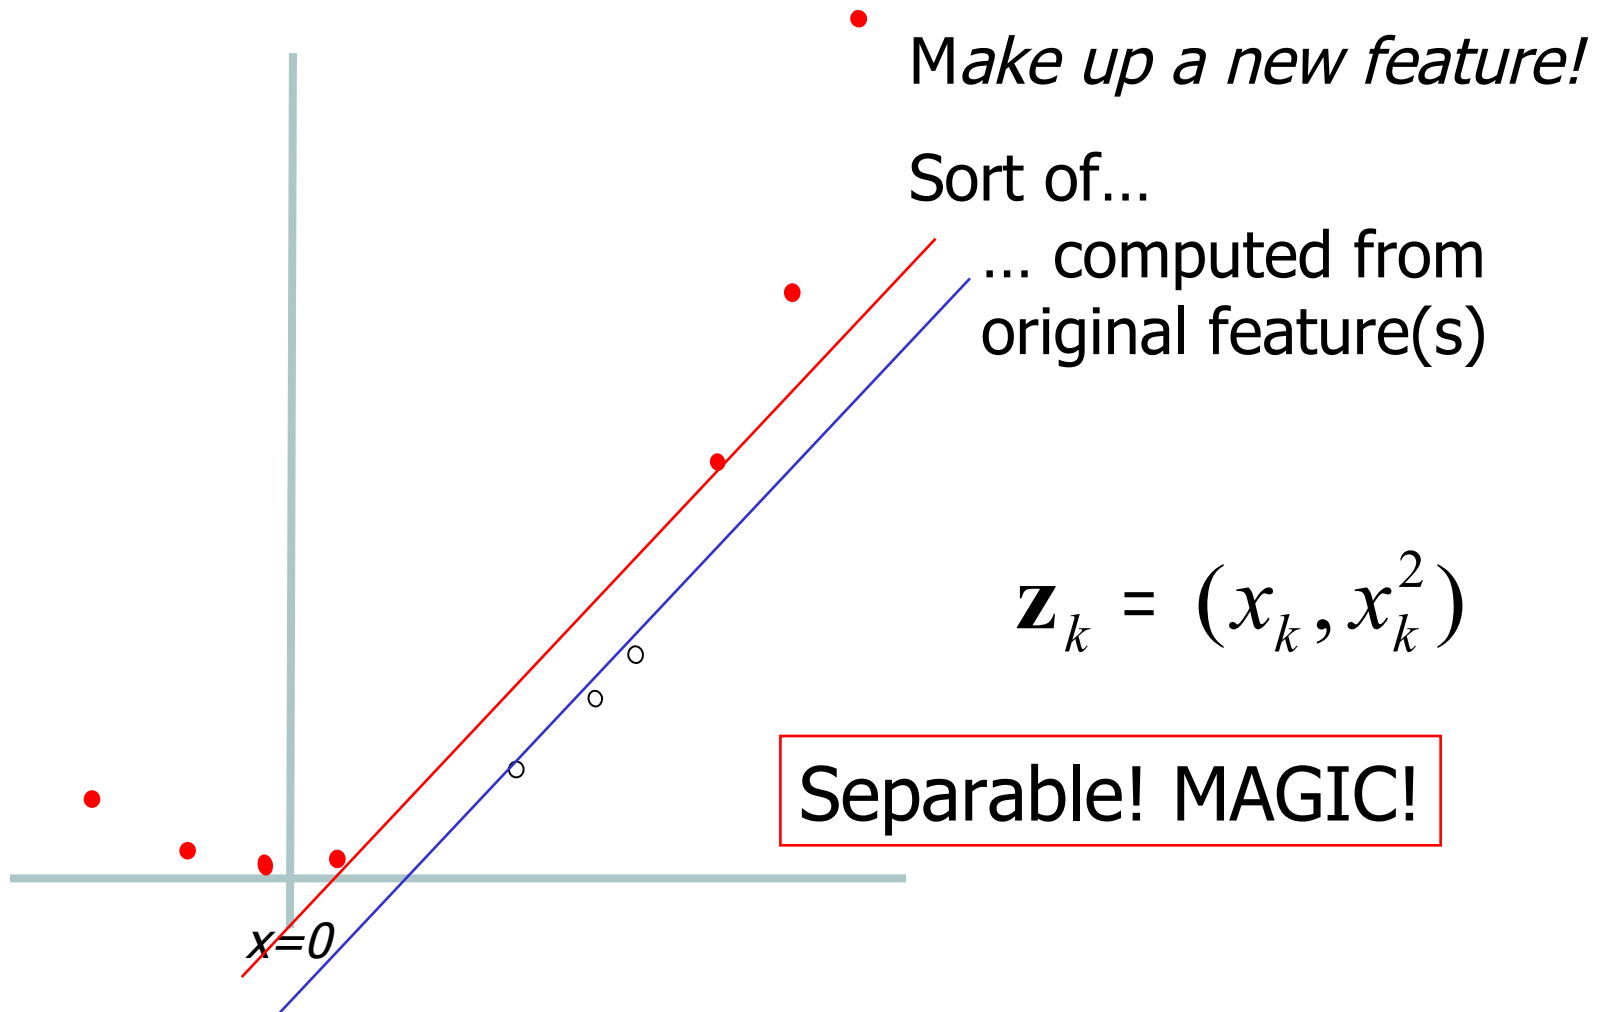 Make up a new feature!
Sort of...
... computed from
original feature(s)
z_k = (x_k, x_k^2)
Separable! MAGIC!
x=0